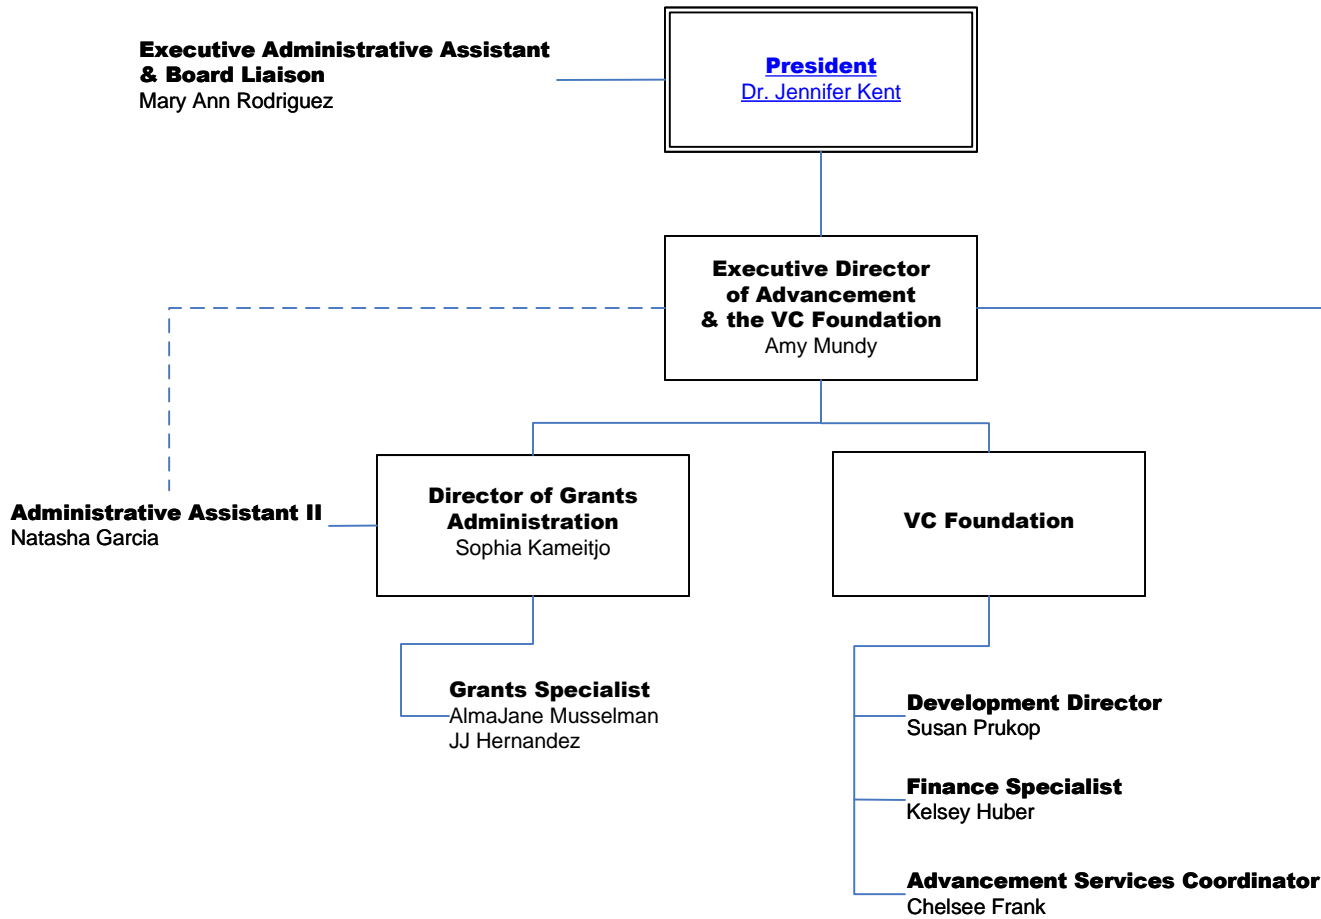 Executive Administrative Assistant
& Board Liaison
Mary Ann Rodriguez
President
Dr. Jennifer Kent
Executive Director
of Advancement
& the VC Foundation
Amy Mundy
Administrative Assistant II
Natasha Garcia
Director of Grants
Administration
Sophia Kameitjo
VC Foundation
Grants Specialist
AlmaJane Musselman
JJ Hernandez
Development Director
Susan Prukop
Finance Specialist
Kelsey Huber
Advancement Services Coordinator
Chelsee Frank